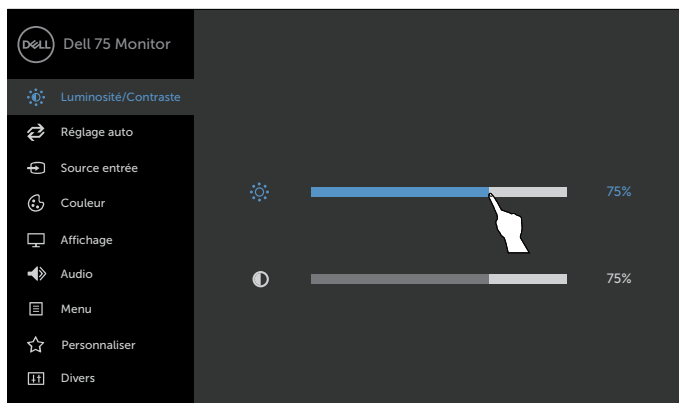 DELL Dell 75 Monitor
Luminosité/Contraste
Réglage auto
Source entrée
Couleur
Affichage
Audio
Menu
Personnaliser
Divers
75%
75%